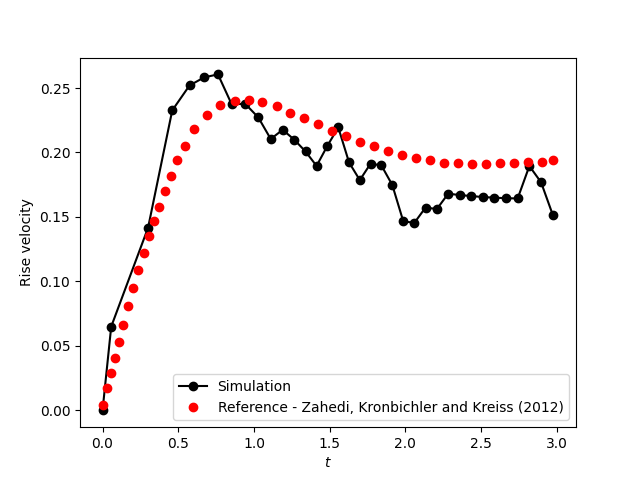 0.25
0.20
0.15
0.10
0.05
0.00
Rise velocity
Simulation
Reference - Zahedi, Kronbichler and Kreiss (2012)
0.0 0.5 1.0 1.5 2.0 2.5 3.0
t